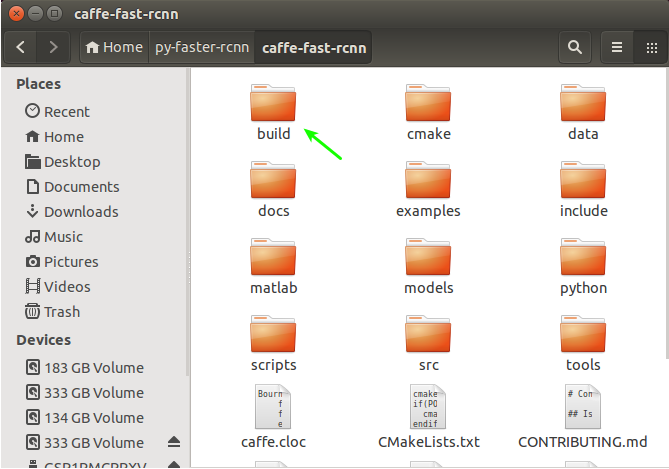 caffe-fast-rcnn
Home py-faster-rcnn caffe-fast-rcnn
Places
Recent
Home
Desktop
Documents
Downloads
Music
Pictures
Videos
Trash
Devices
183 GB Volume
333 GB Volume
134 GB Volume
333 GB Volume
build cmake data
docs examples include
matlab models python
scripts src tools
Bourn
f
f
fe
cmake
if(PO
cma
endif
# Con
## Is
caffe.cloc CMakeLists.txt CONTRIBUTING.md